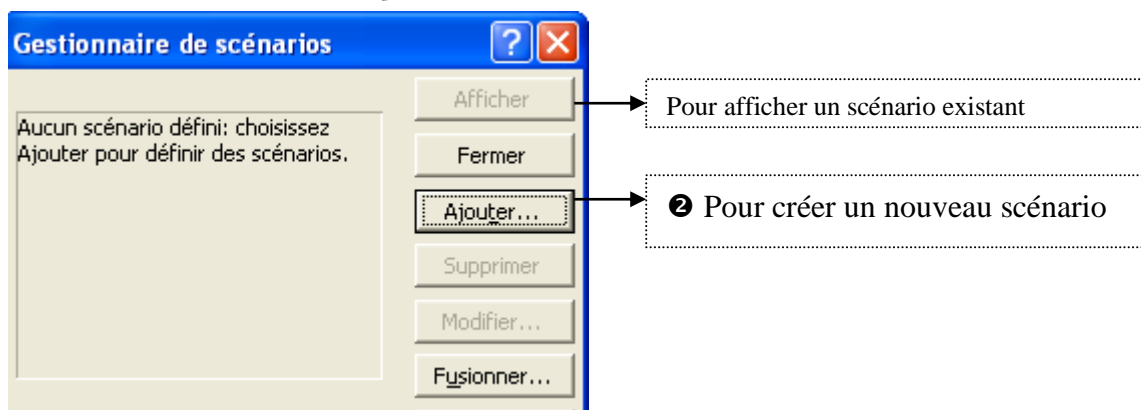 Gestionnaire de scénarios
Afficher
Pour afficher un scénario existant
Aucun scénario défini: choisissez
Ajouter pour définir des scénarios.
Fermer
Ajouter...
❷ Pour créer un nouveau scénario
Supprimer
Modifier...
Fusionner...